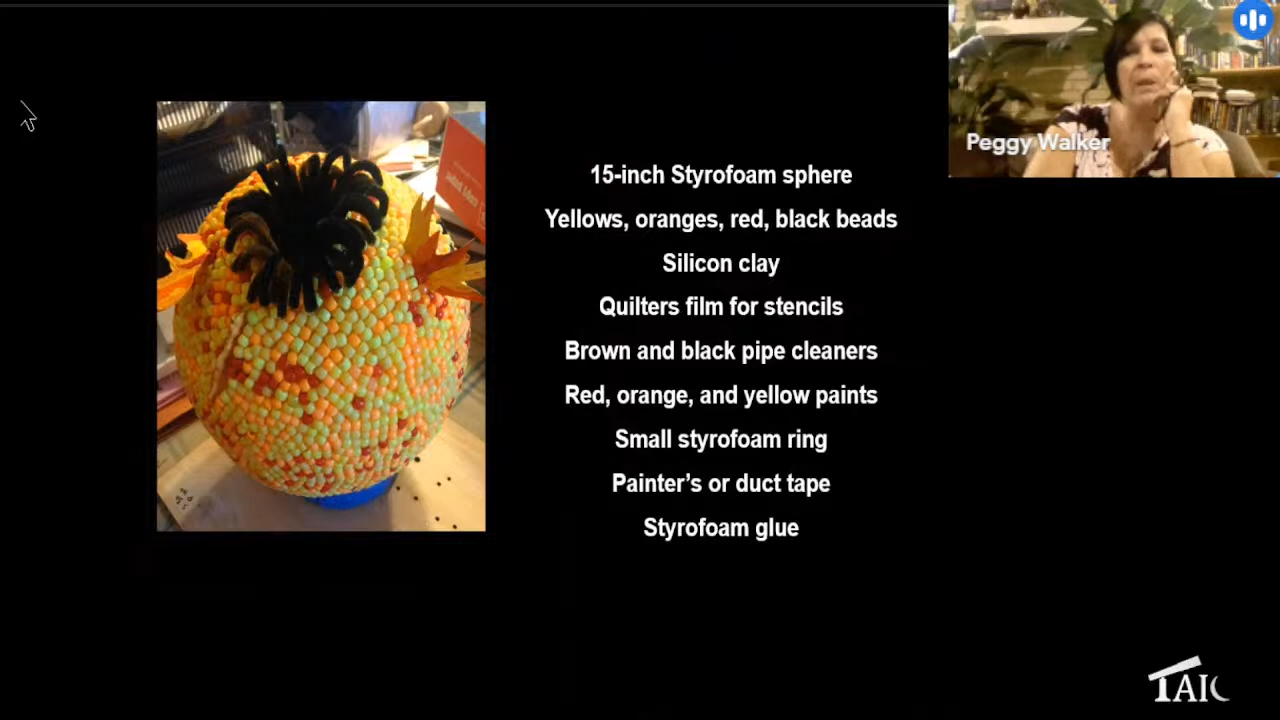 Peggy Walker
15-inch Styrofoam sphere
Yellows, oranges, red, black beads
Silicon clay
Quilters film for stencils
Brown and black pipe cleaners
Red, orange, and yellow paints
Small styrofoam ring
Painter's or duct tape
Styrofoam glue
TAIC